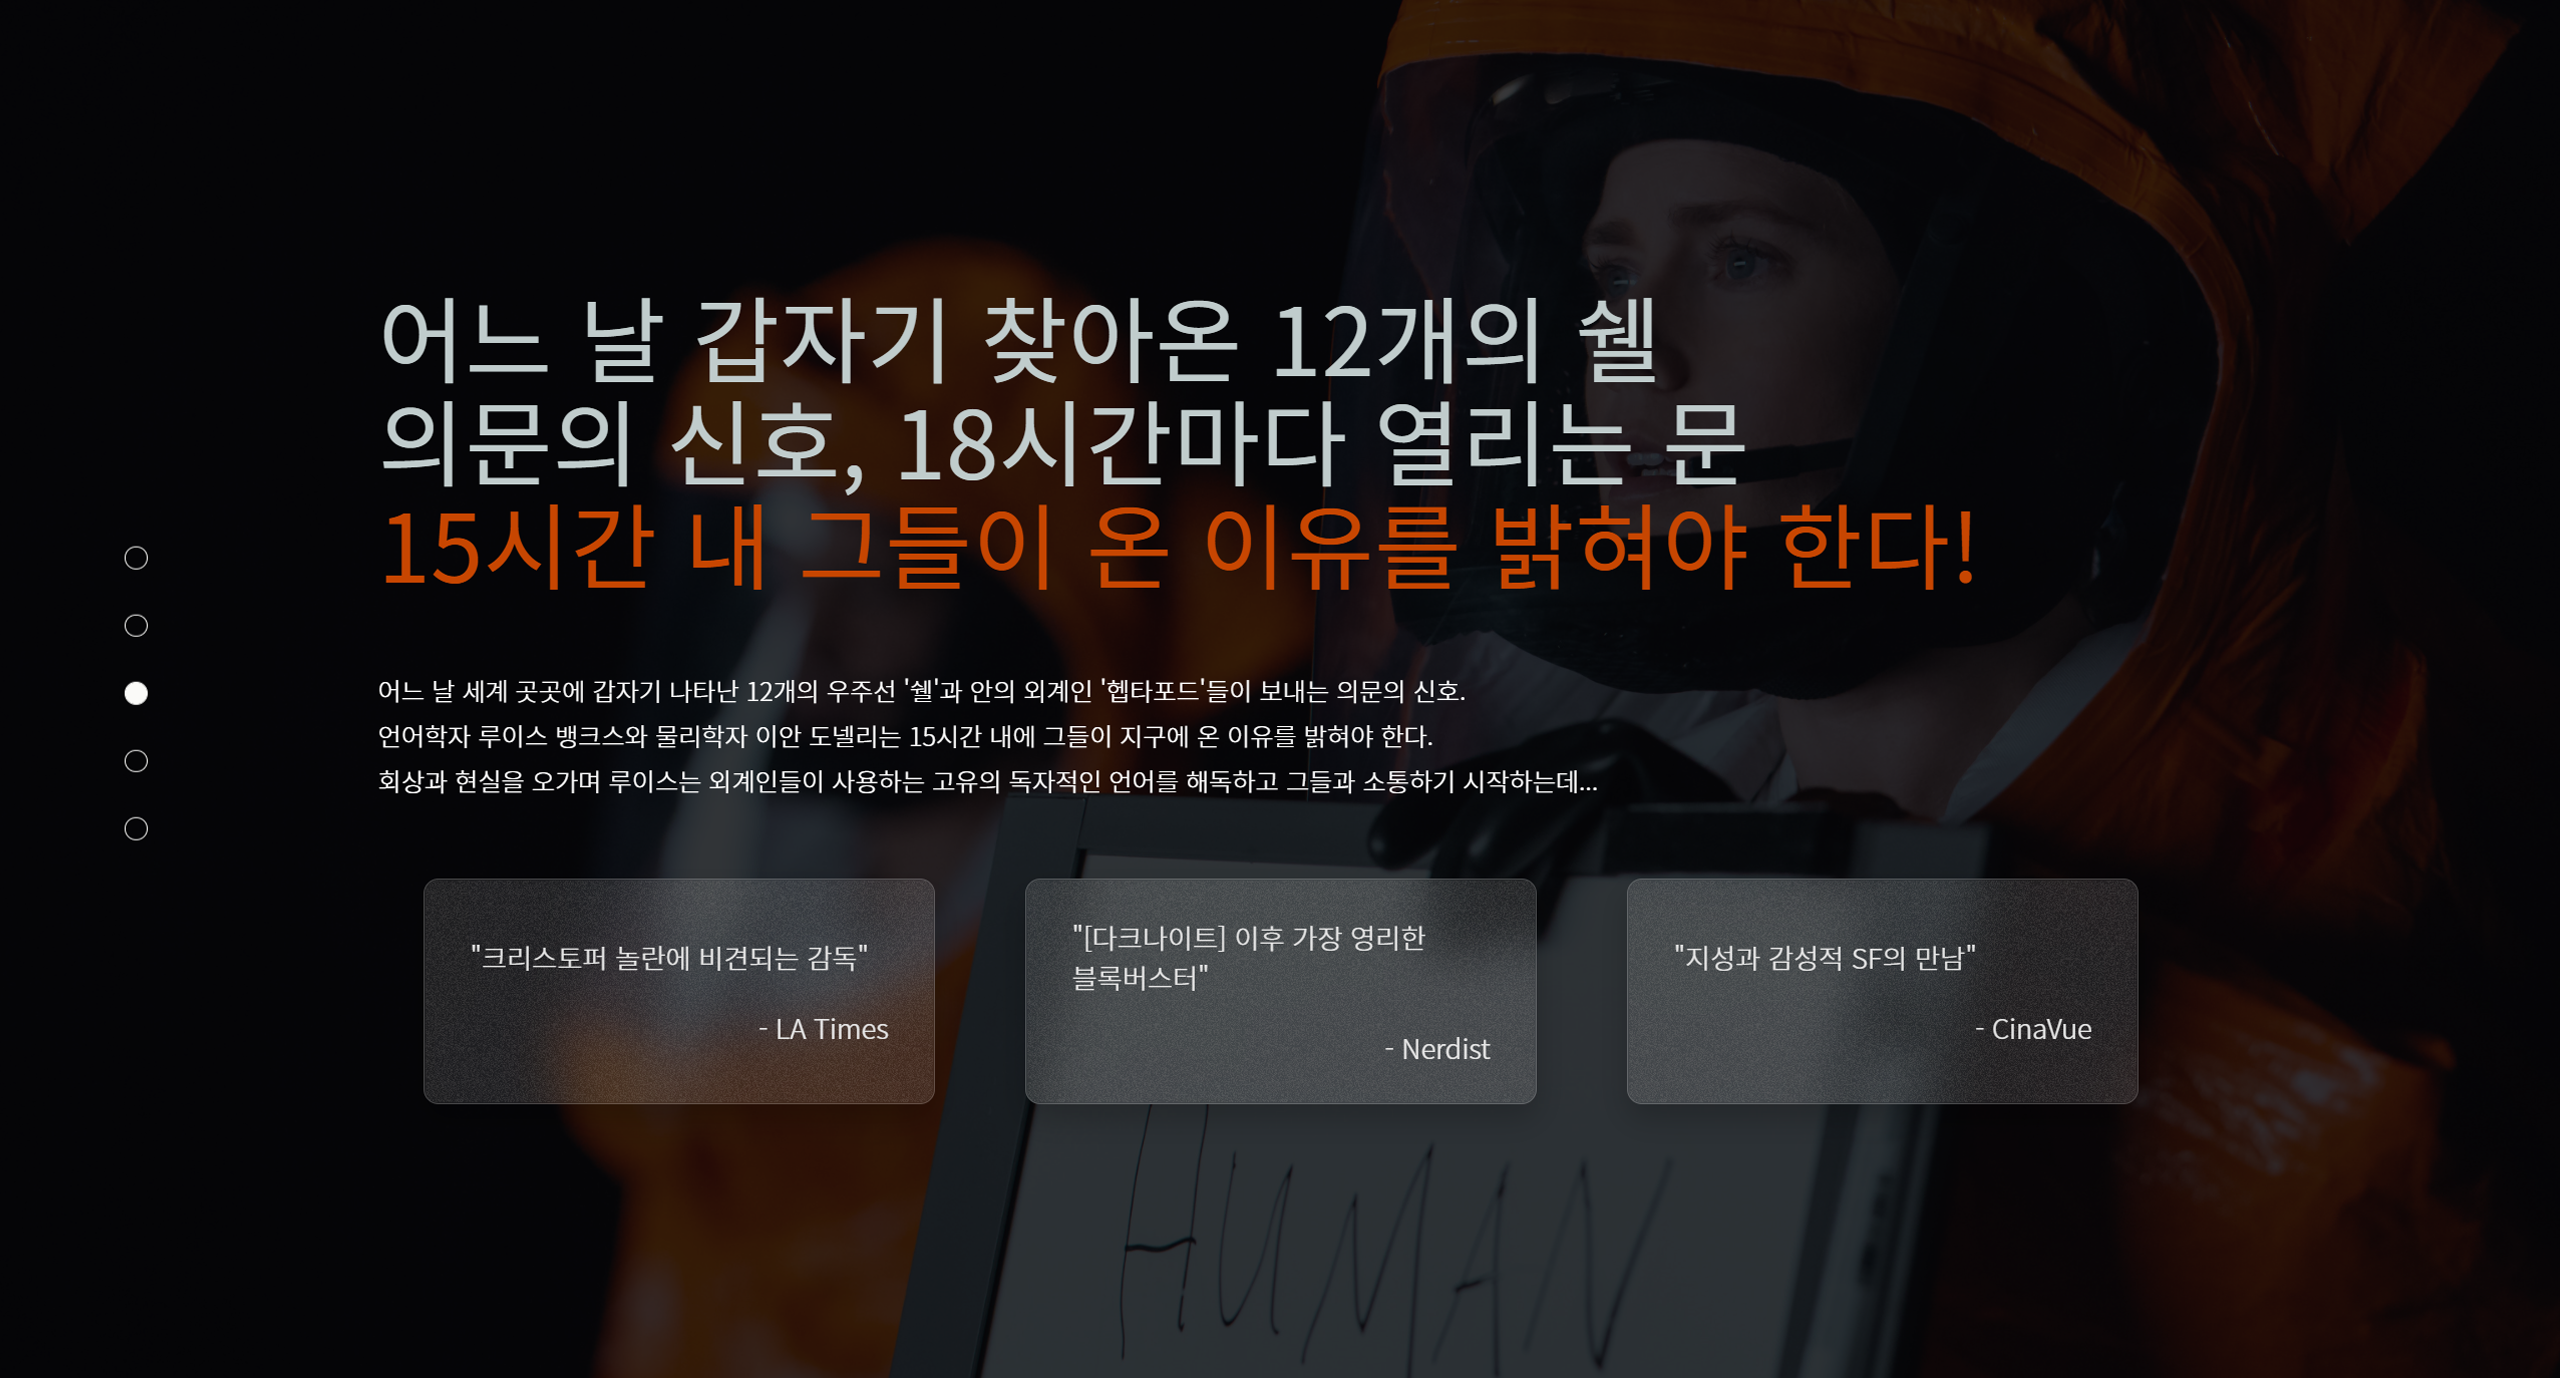 어느 날 갑자기 찾아온 12개의 쉘
의문의 신호, 18시간마다 열리는 문
15시간 내 그들이 온 이유를 밝혀야 한다!
어느 날 세계 곳곳에 갑자기 나타난 12개의 우주선 '쉘'과 안의 외계인 '헵타포드'들이 보내는 의문의 신호.
언어학자 루이스 뱅크스와 물리학자 이안 도넬리는 15시간 내에 그들이 지구에 온 이유를 밝혀야 한다.
회상과 현실을 오가며 루이스는 외계인들이 사용하는 고유의 독자적인 언어를 해독하고 그들과 소통하기 시작하는데...
"크리스토퍼 놀란에 비견되는 감독"
- LA Times
"[다크나이트] 이후 가장 영리한
블록버스터"
- Nerdist
"지성과 감성적 SF의 만남"
- CinaVue
HUMAN